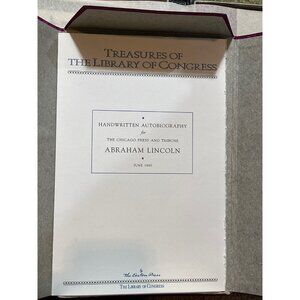 TREASURES OF
THE LIBRARY OF CONGRESS
HANDWRITTEN AUTOBIOGRAPHY
for
THE CHICAGO PRESS AND TRIBUNE
ABRAHAM LINCOLN
JUNE 1860
The Easton Press
THE LIBRARY OF CONGRESS